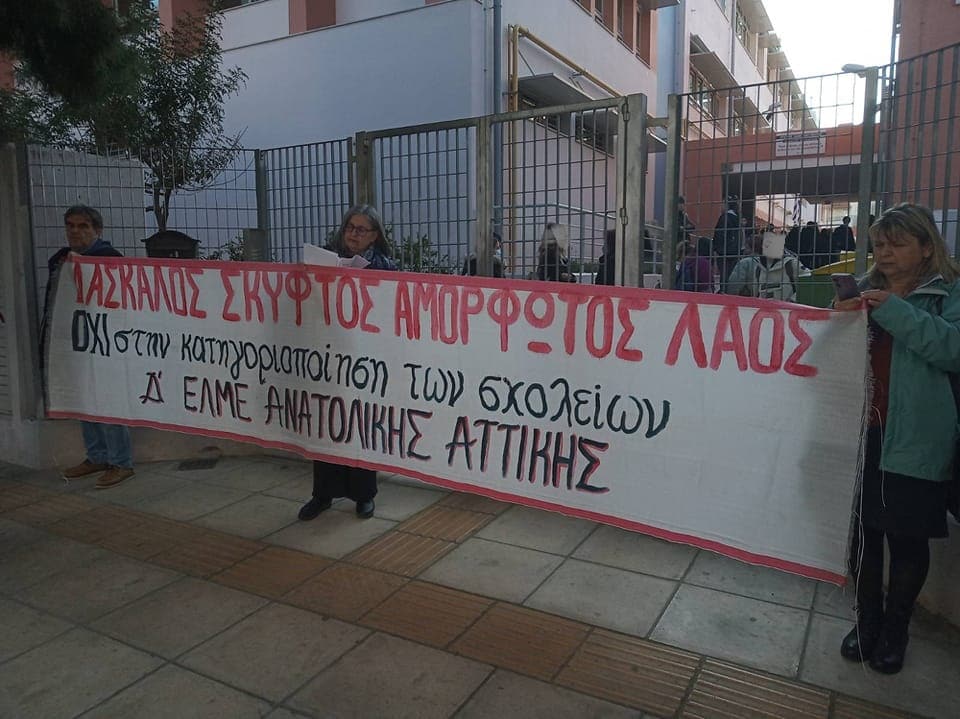 ΔΑΣΚΑΛΟΣ ΣΚΥΦΤΟΣ ΑΜΟΡΦΩΤΟΣ ΛΑΟΣ
ΟΧΙ στην κατηγοριοποίηση των σχολείων
Δ' ΕΛΜΕ ΑΝΑΤΟΛΙΚΗΣ ΑΤΤΙΚΗΣ